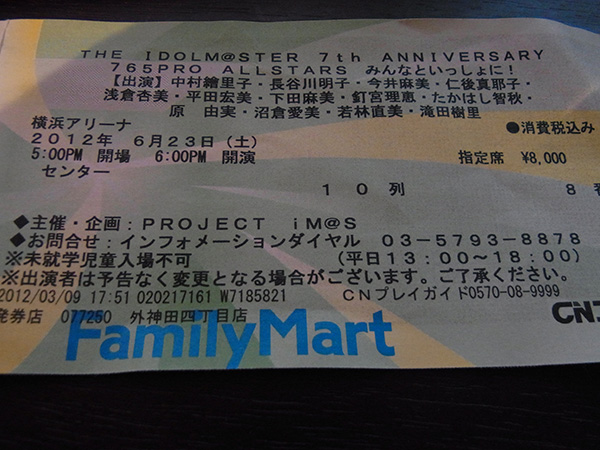 THE IDOLM@STER 7th ANNIVERSARY
765PRO ALLSTARS みんなといっしょに!
【出演】中村繪里子・長谷川明子・今井麻美・仁後真耶子・
浅倉杏美・平田宏美・下田麻美・釘宮理恵・たかはし智秋・
原 由実・沼倉愛美・若林直美・滝田樹里
横浜アリーナ
2012年 6月23日(土)
5:00PM 開場 6:00PM 開演
●消費税込み
指定席 ¥8,000
センター
10列 8番
◆主催・企画:PROJECT iM@S
◆お問合せ:インフォメーションダイヤル 03-5793-8878
※未就学児童入場不可 (平日13:00~18:00)
※出演者は予告なく変更となる場合がございます。ご了承ください。
2012/03/09 17:51 020217161 W7185821 CNプレイガイド0570-08-9999
発券店 077250 外神田四丁目店
CN
FamilyMart